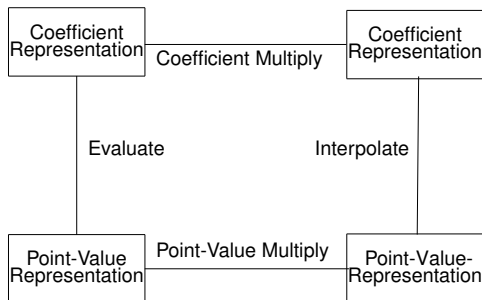 Coefficient
Representation
Coefficient Multiply
Coefficient
Representation
Evaluate
Interpolate
Point-Value
Representation
Point-Value Multiply
Point-Value-
Representation